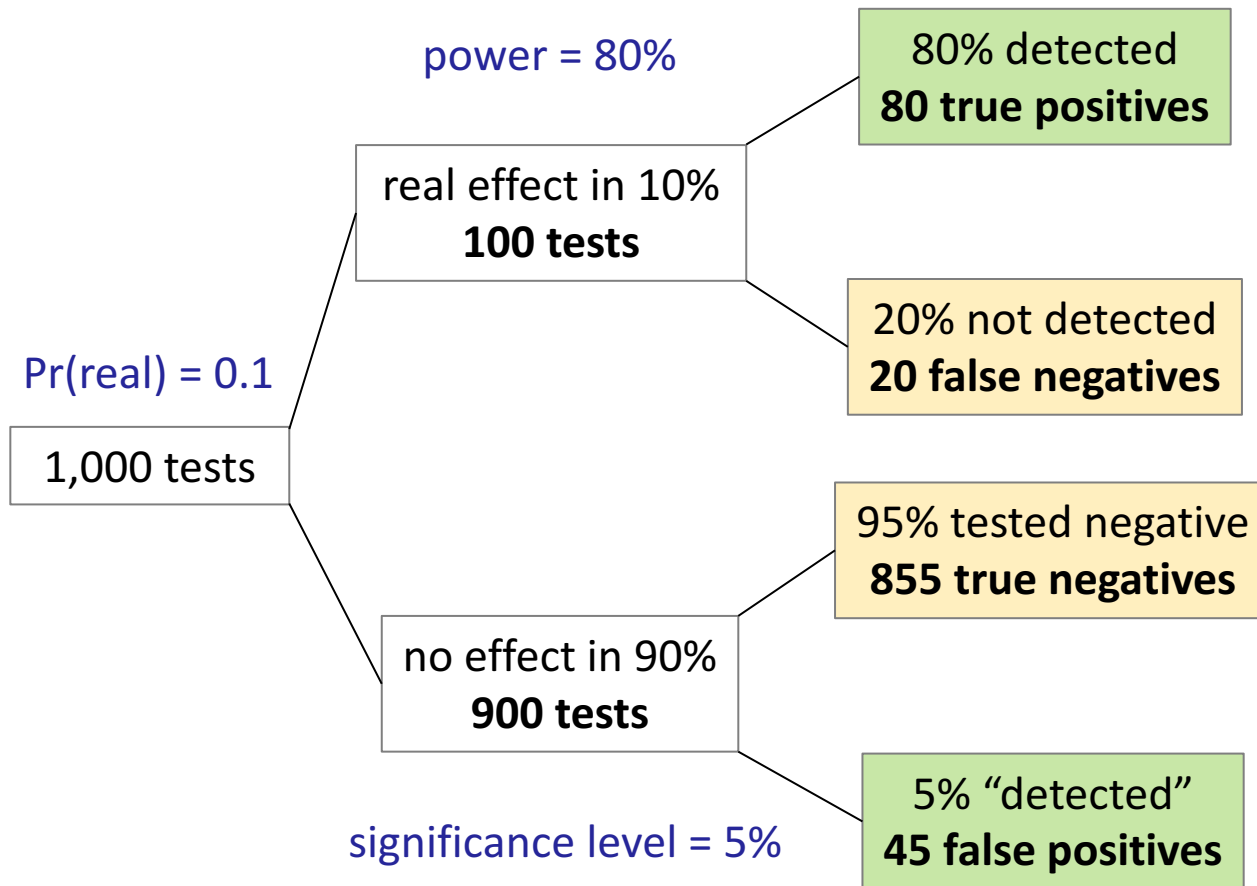 power = 80%
80% detected
80 true positives
real effect in 10%
100 tests
20% not detected
20 false negatives
Pr(real) = 0.1
1,000 tests
95% tested negative
855 true negatives
no effect in 90%
900 tests
5% “detected”
45 false positives
significance level = 5%